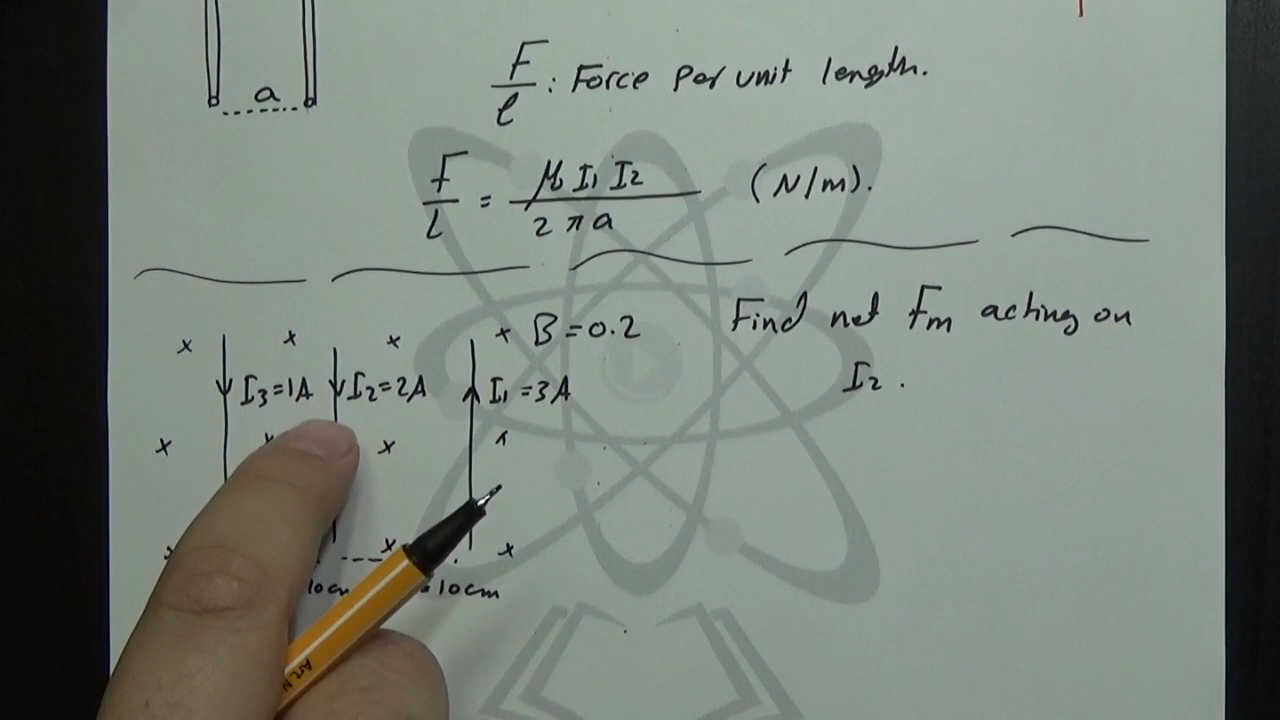 a
F/l : Force per unit length.
F/L = μ₀ I₁ I₂ / 2πa (N/m).
x x x x B = 0.2 Find net Fm acting on
I₃=1A I₂=2A I₁=3A I₂.
x x
x x
10cm